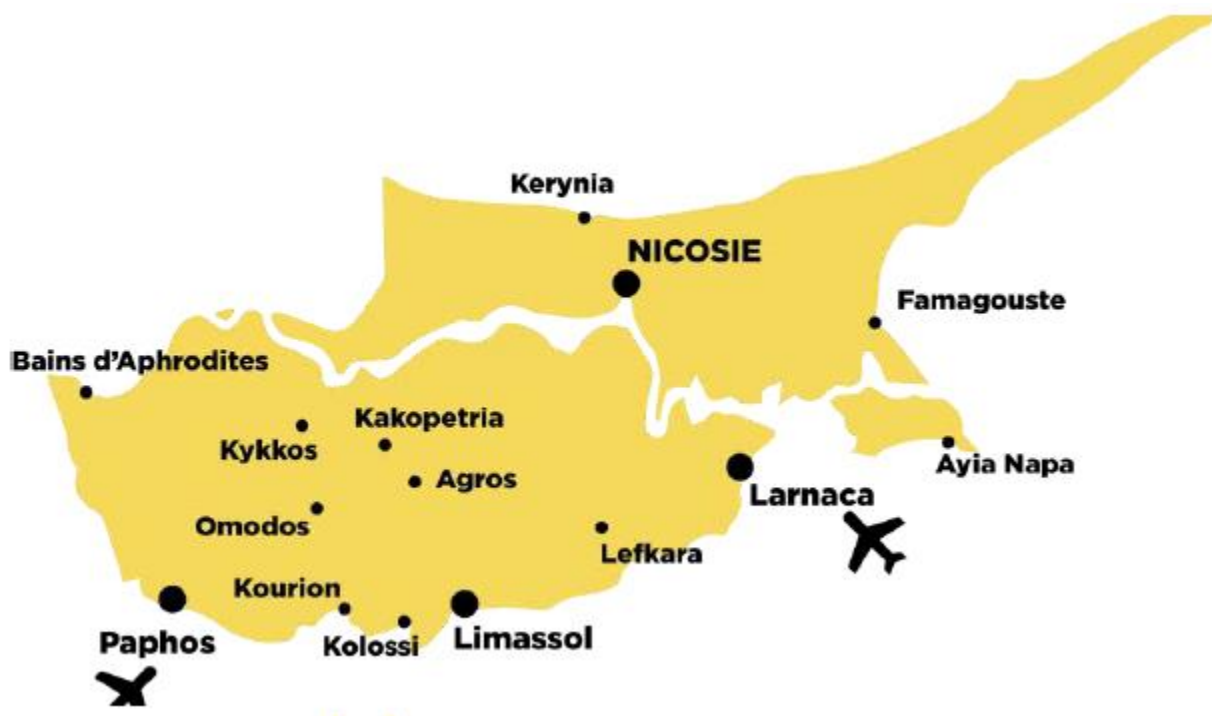 Kerynia
NICOSIE
Famagouste
Bains d'Aphrodites
Kakopetria
Kykkos
Agros
Ayia Napa
Larnaca
Omodos
Lefkara
Kourion
Paphos
Kolossi
Limassol